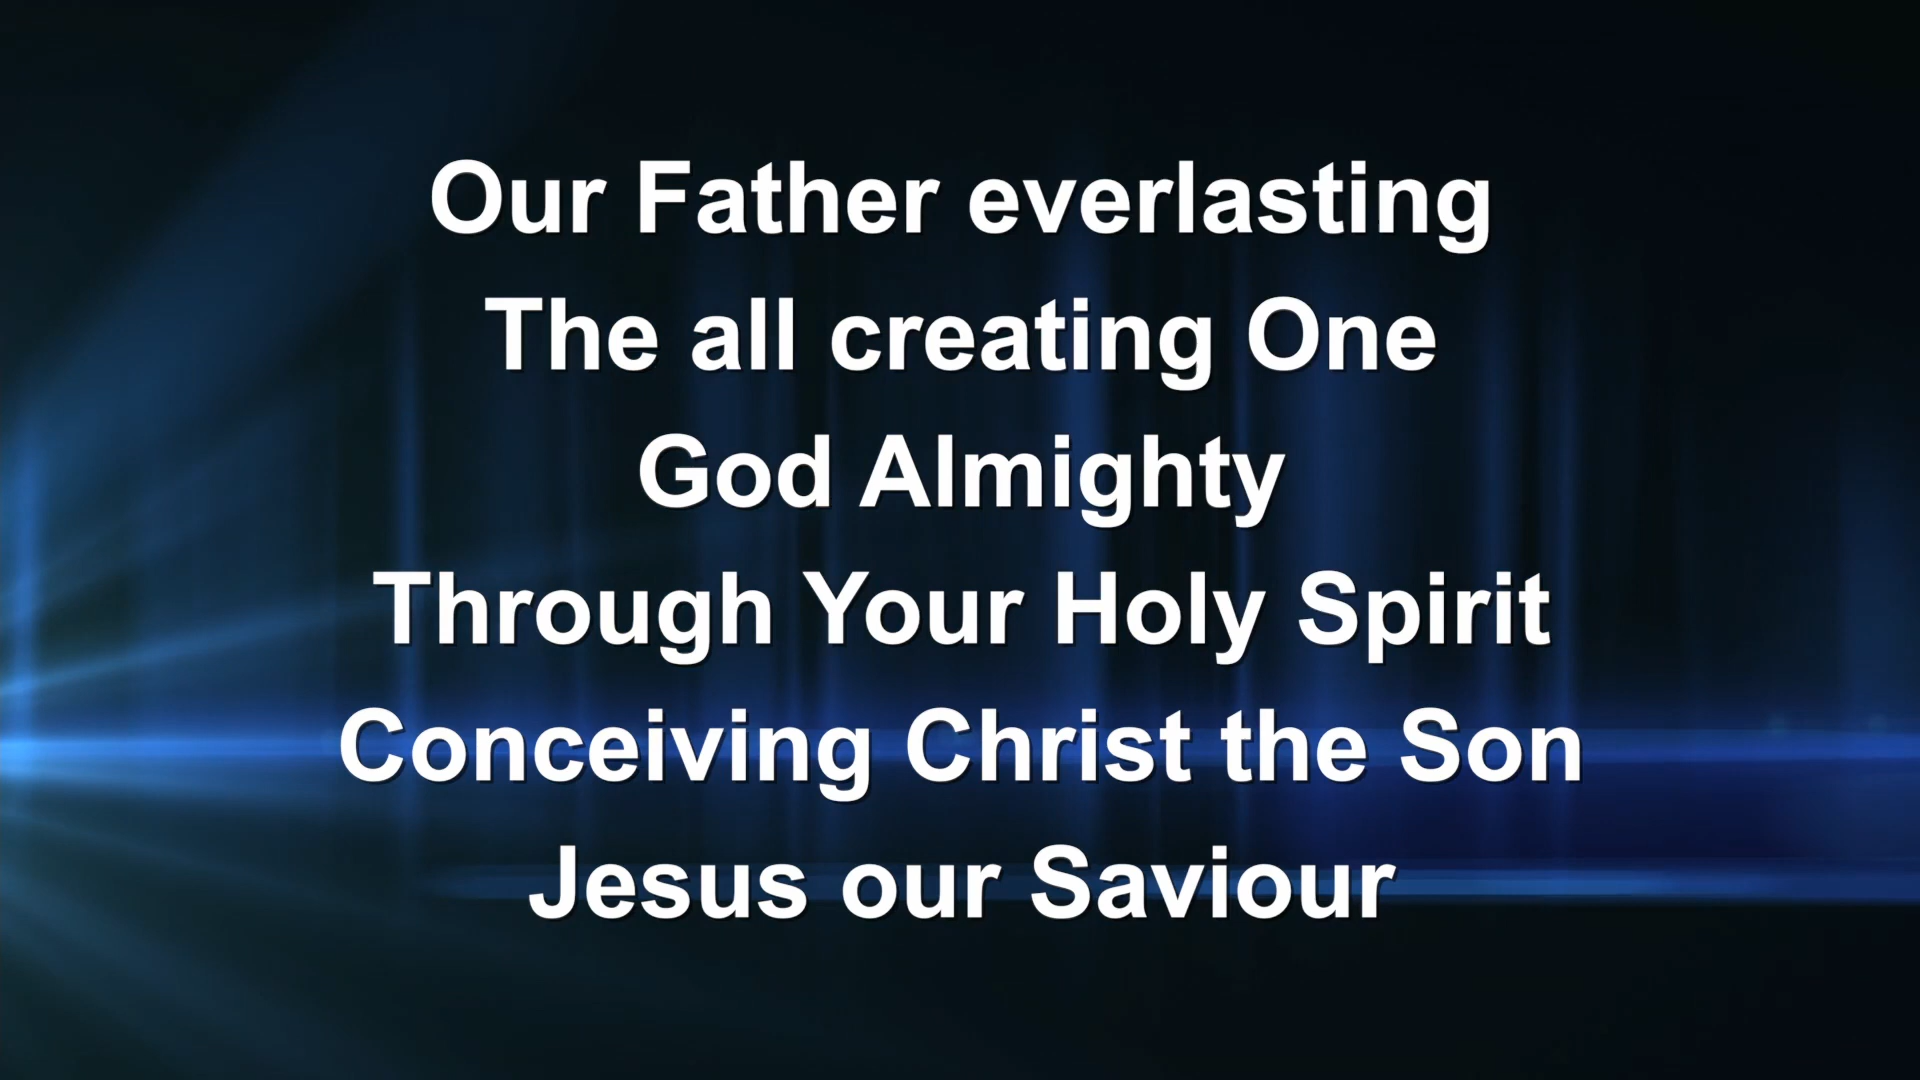 Our Father everlasting
The all creating One
God Almighty
Through Your Holy Spirit
Conceiving Christ the Son
Jesus our Saviour